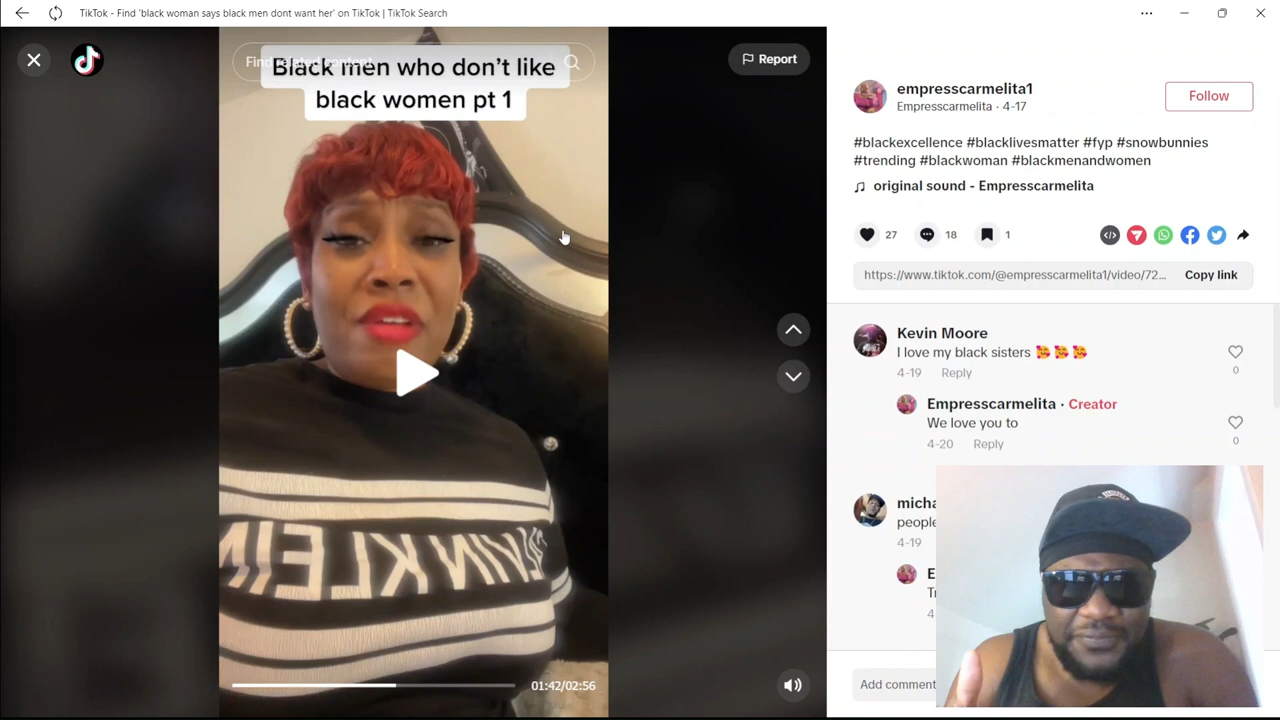 TikTok - Find 'black woman says black men dont want her' on TikTok | TikTok Search
Black men who don't like
black women pt 1
Report
01:42/02:56
empresscarmelita1
Empresscarmelita · 4-17
Follow
#blackexcellence #blacklivesmatter #fyp #snowbunnies
#trending #blackwoman #blackmenandwomen
original sound - Empresscarmelita
27
18
1
https://www.tiktok.com/@empresscarmelita1/video/72...
Copy link
Kevin Moore
I love my black sisters 🥰 🥰 🥰
4-19 Reply
0
Empresscarmelita · Creator
We love you to
4-20 Reply
0
micha
people
4-19
E
4
Add comment